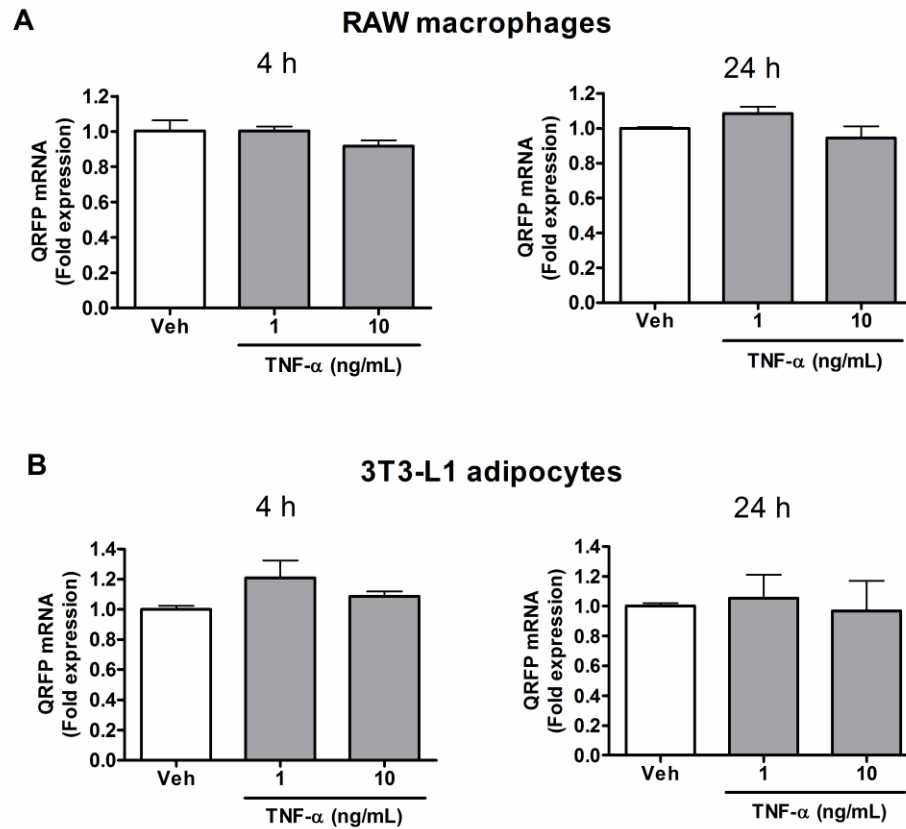 A
RAW macrophages
4 h
QRFP mRNA
(Fold expression)
1.2
1.0
0.8
0.6
0.4
0.2
0.0
Veh
1
10
TNF-α (ng/mL)
24 h
QRFP mRNA
(Fold expression)
1.2
1.0
0.8
0.6
0.4
0.2
0.0
Veh
1
10
TNF-α (ng/mL)
B
3T3-L1 adipocytes
4 h
QRFP mRNA
(Fold expression)
1.4
1.2
1.0
0.8
0.6
0.4
0.2
0.0
Veh
1
10
TNF-α (ng/mL)
24 h
QRFP mRNA
(Fold expression)
1.4
1.2
1.0
0.8
0.6
0.4
0.2
0.0
Veh
1
10
TNF-α (ng/mL)